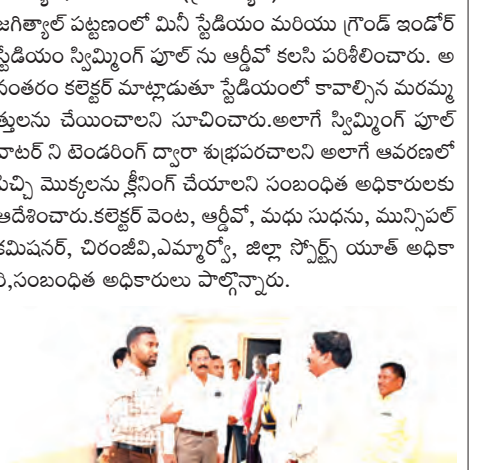 జగిత్యాల్ పట్టణంలో మినీ స్టేడియం మరియు గ్రౌండ్ ఇండోర్
స్టేడియం స్విమ్మింగ్ పూల్ ను ఆర్డీవో కలసి పరిశీలించారు. అ
నంతరం కలెక్టర్ మాట్లాడుతూ స్టేడియంలో కావాల్సిన మరమ్మ
త్తులను చేయించాలని సూచించారు.అలాగే స్విమ్మింగ్ పూల్
వాటర్ ని టెండరింగ్ ద్వారా శుభ్రపరచాలని అలాగే ఆవరణలో
పిచ్చి మొక్కలను క్లీనింగ్ చేయాలని సంబంధిత అధికారులకు
ఆదేశించారు.కలెక్టర్ వెంట, ఆర్డీవో, మధు సుధను, మున్సిపల్
కమిషనర్, చిరంజీవి,ఎమ్మార్వో, జిల్లా స్పోర్ట్స్ యూత్ అధికా
రి,సంబంధిత అధికారులు పాల్గొన్నారు.